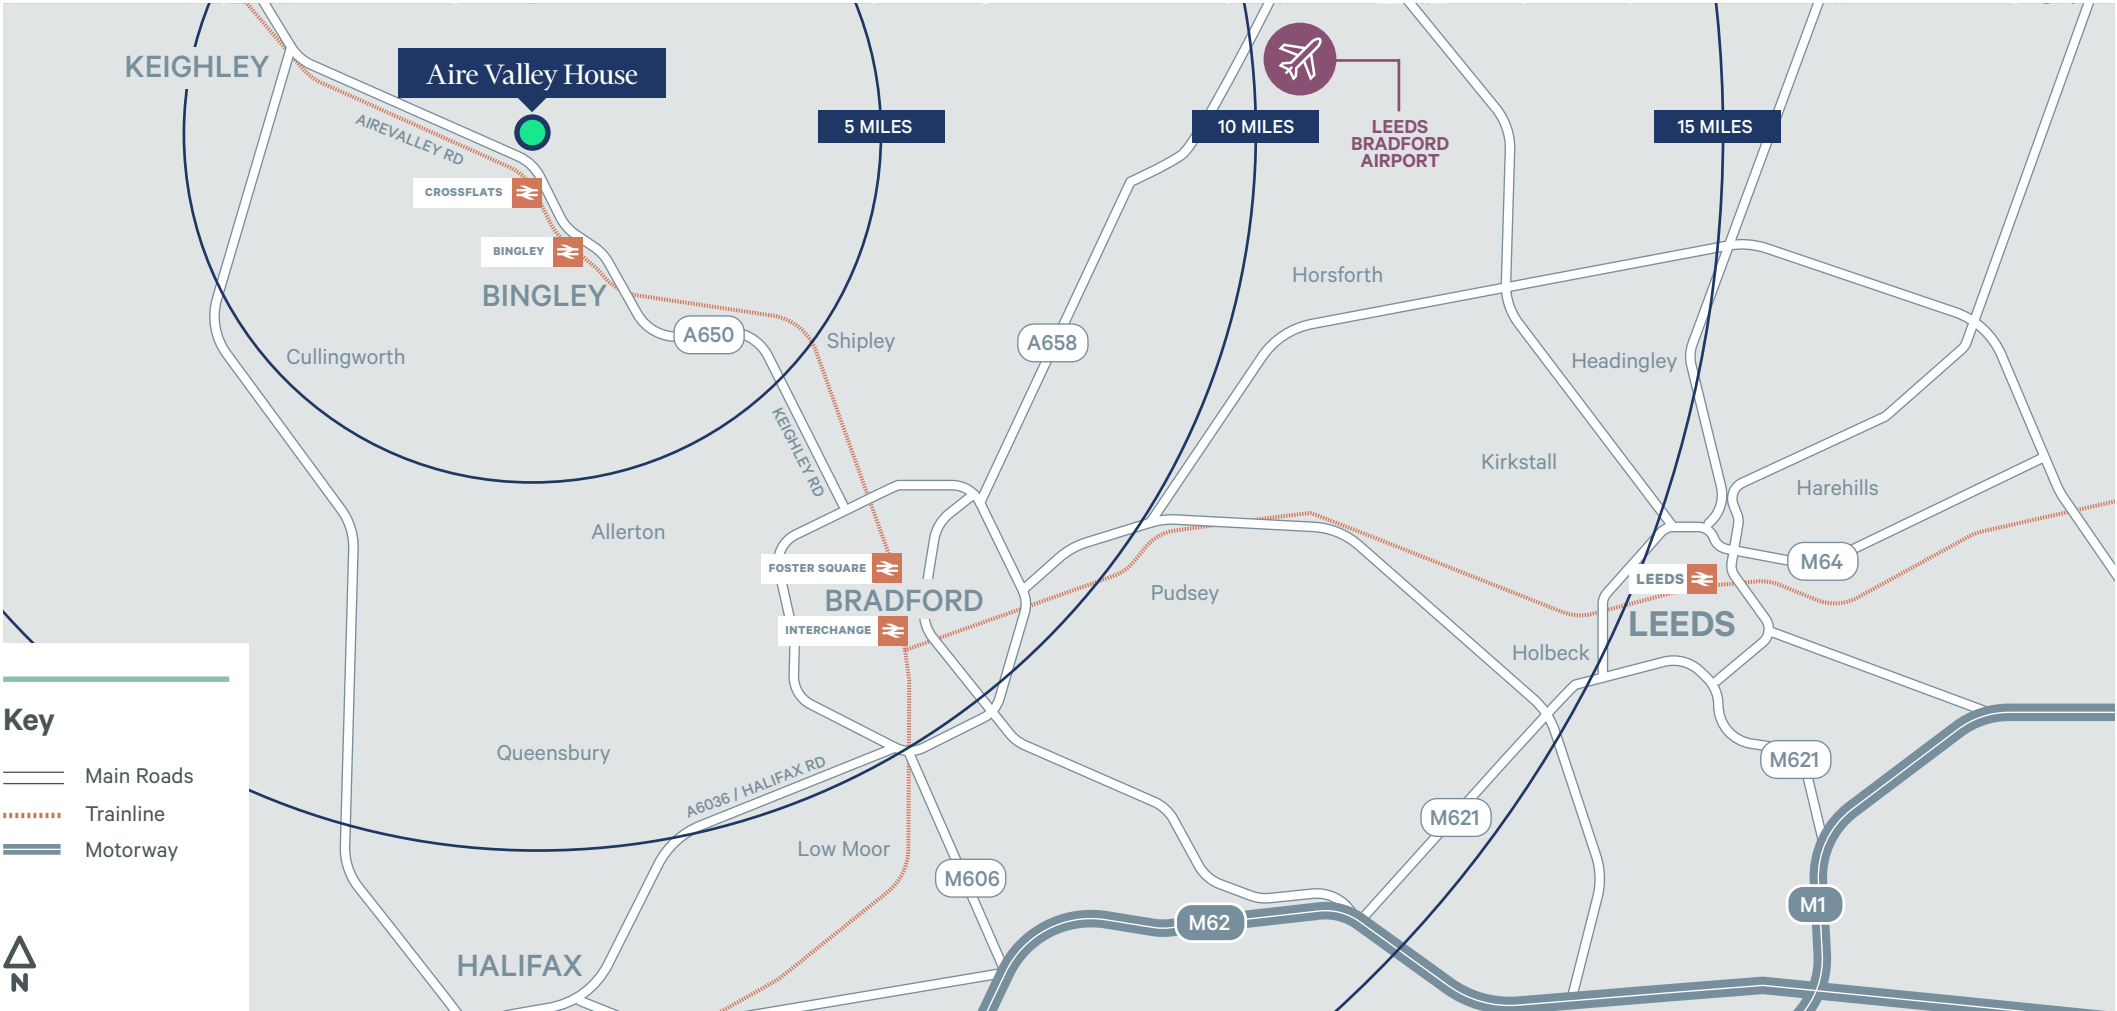 KEIGHLEY
Aire Valley House
AIREVALLEY RD
5 MILES
10 MILES
15 MILES
LEEDS
BRADFORD
AIRPORT
CROSSFLATS
BINGLEY
BINGLEY
A650
Shipley
A658
Horsforth
Headingley
Cullingworth
KEIGHLEY RD
Kirkstall
Harehills
Allerton
FOSTER SQUARE
BRADFORD
INTERCHANGE
Pudsey
M64
LEEDS
LEEDS
Holbeck
Queensbury
A6036 / HALIFAX RD
Low Moor
M606
M621
M621
M62
M1
HALIFAX
Key
Main Roads
Trainline
Motorway
N